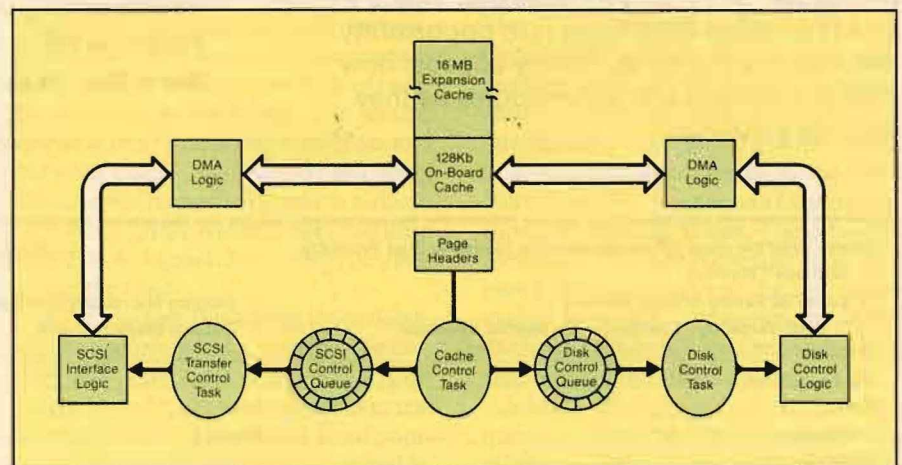 16 MB
Expansion
Cache
DMA
Logic
128Kb
On-Board
Cache
DMA
Logic
Page
Headers
SCSI
Interface
Logic
SCSI
Transfer
Control
Task
SCSI
Control
Queue
Cache
Control
Task
Disk
Control
Queue
Disk
Control
Task
Disk
Control
Logic